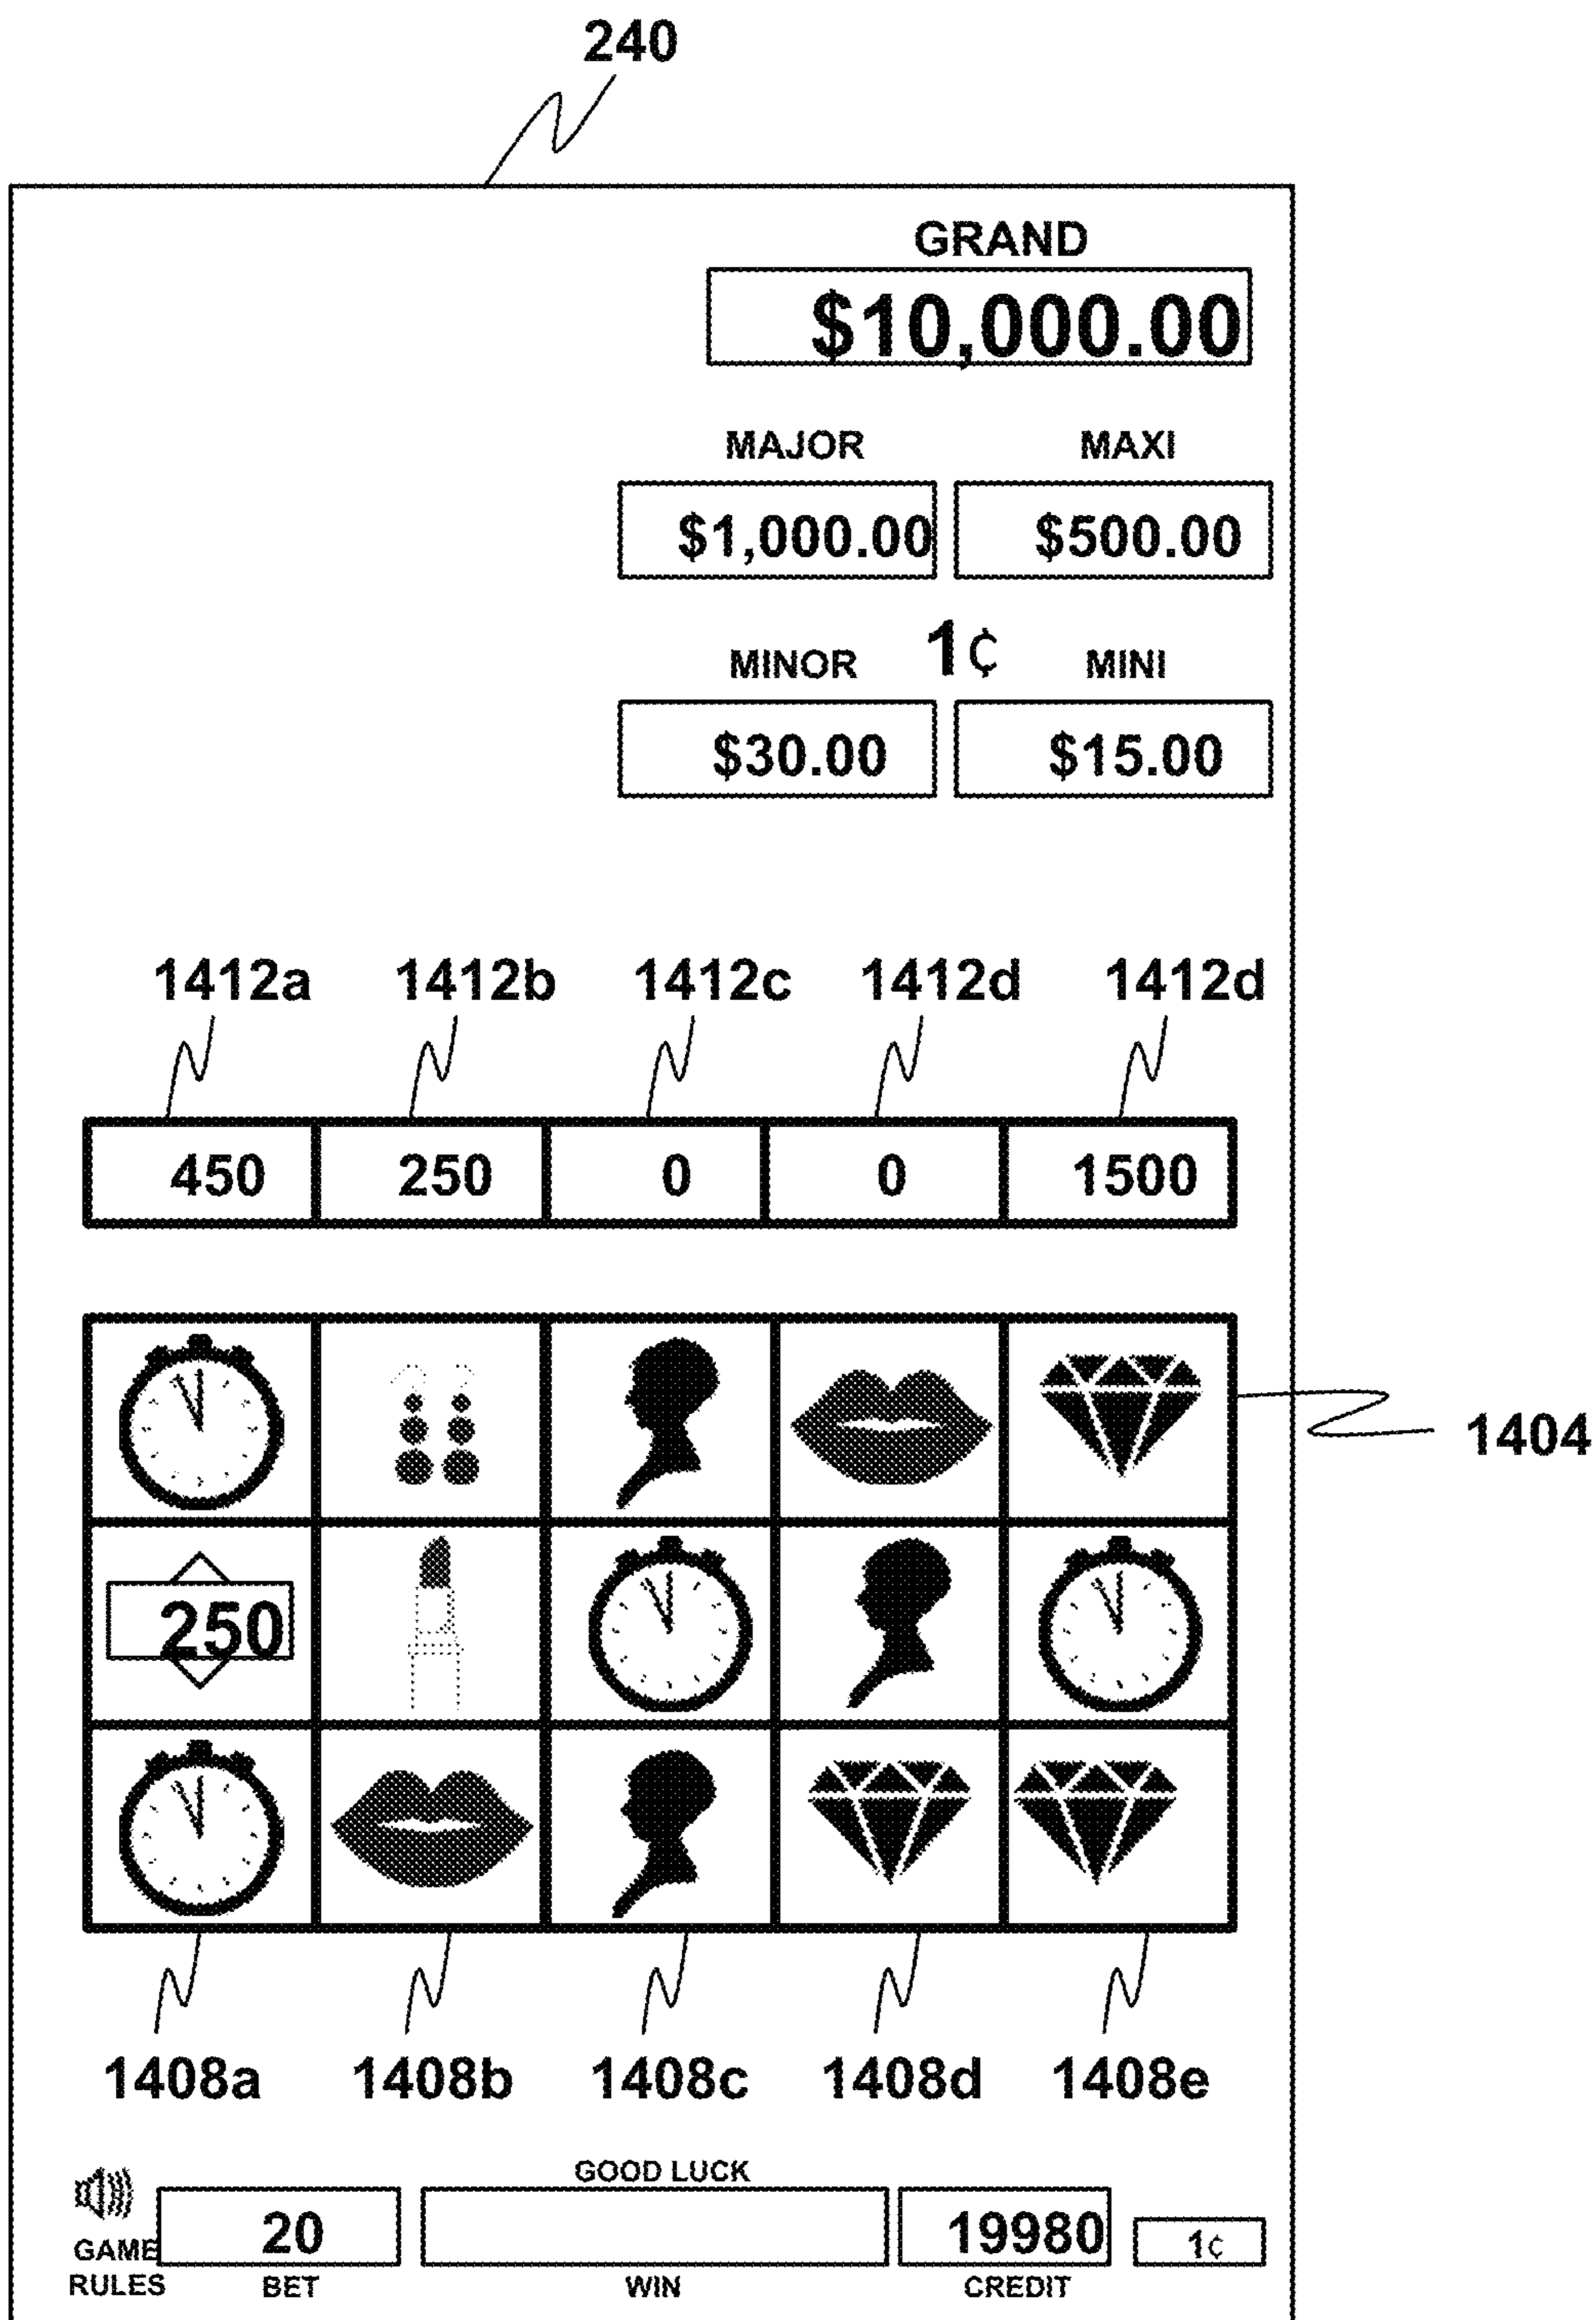 240
GRAND
$10,000.00
MAJOR MAXI
$1,000.00 $500.00
1¢
MINOR MINI
$30.00 $15.00
1412a 1412b 1412c 1412d 1412d
450 250 0 0 1500
1404
250
1408a 1408b 1408c 1408d 1408e
GOOD LUCK
20 19980 1¢
GAME
RULES BET WIN CREDIT